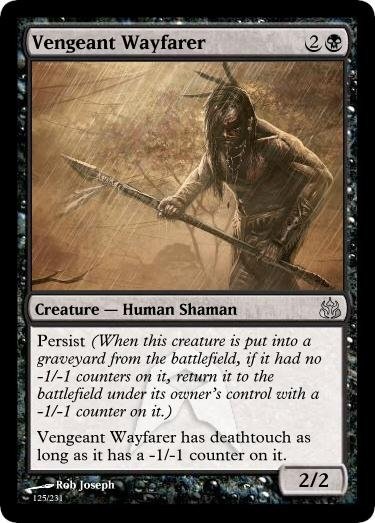 Vengeant Wayfarer 2
Creature — Human Shaman
Persist (When this creature is put into a
graveyard from the battlefield, if it had no
-1/-1 counters on it, return it to the
battlefield under its owner's control with a
-1/-1 counter on it.)
Vengeant Wayfarer has deathtouch as
long as it has a -1/-1 counter on it.
2/2
Rob Joseph
125/231